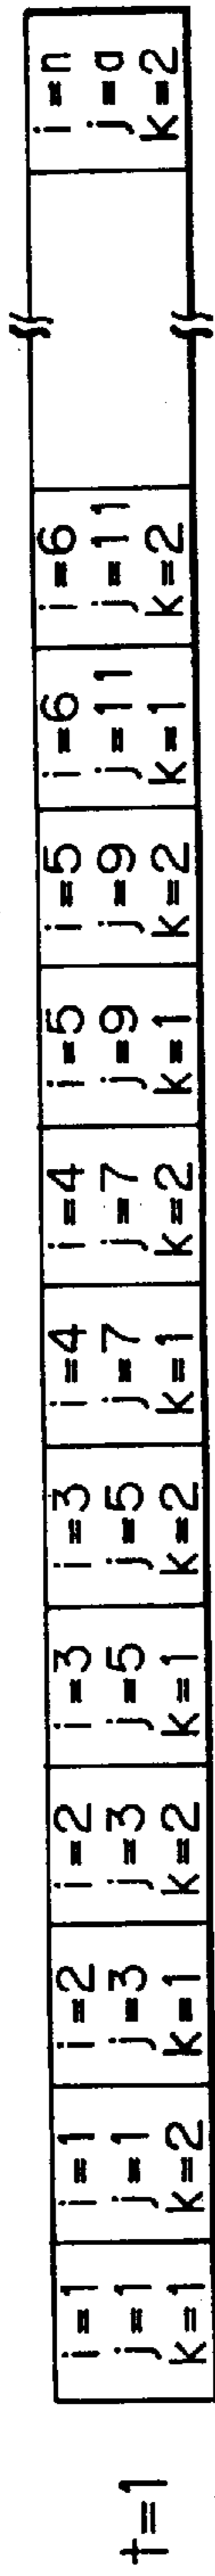 t=1
i=1
j=1
k=1
i=1
j=1
k=2
i=2
j=3
k=1
i=2
j=3
k=2
i=3
j=5
k=1
i=3
j=5
k=2
i=4
j=7
k=1
i=4
j=7
k=2
i=5
j=9
k=1
i=5
j=9
k=2
i=6
j=11
k=1
i=6
j=11
k=2
i=n
j=a
k=2